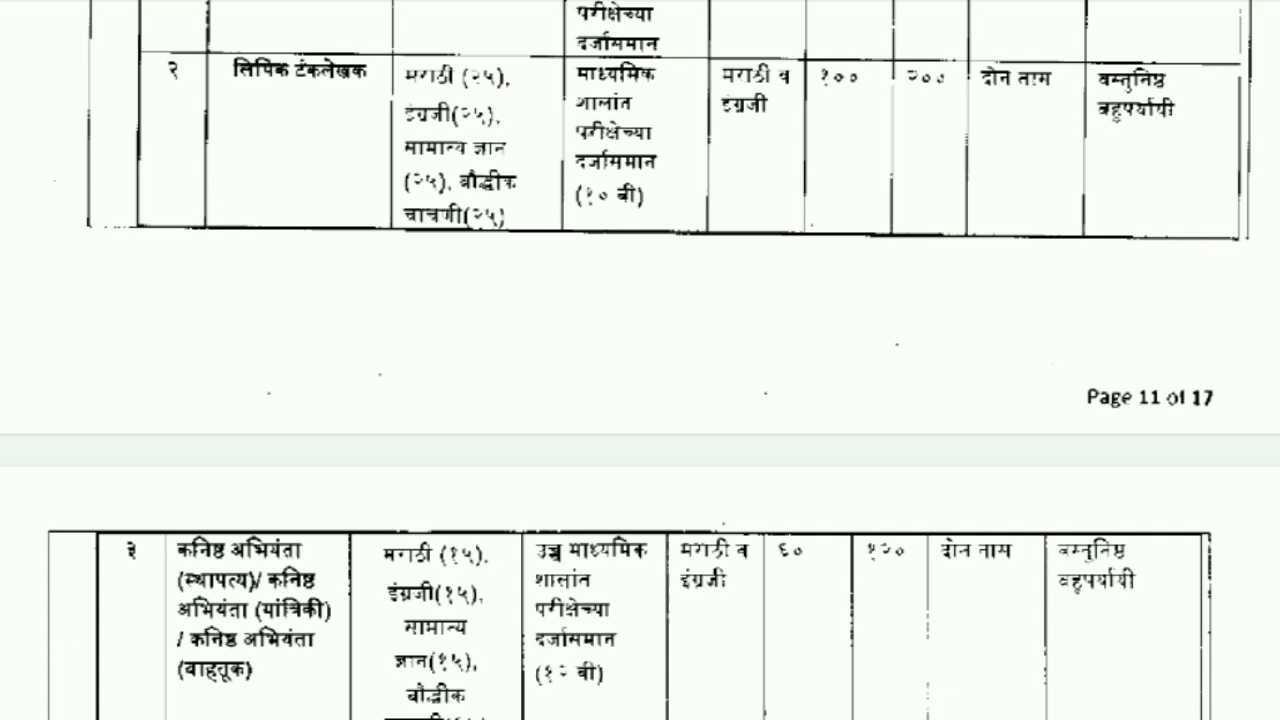 परीक्षेच्या
दर्जासमान
२ लिपिक टंकलेखक मराठी (२५), माध्यमिक मराठी व १०० २०० दोन तास वस्तुनिष्ठ
इंग्रजी(२५), शालांत इंग्रजी बहुपर्यायी
सामान्य ज्ञान परीक्षेच्या
(२५), बौद्धीक दर्जासमान
चाचणी(२५) (१० वी)
Page 11 of 17
३ कनिष्ठ अभियंता मराठी (१५), उच्च माध्यमिक मराठी व ६० १२० दोन तास वस्तुनिष्ठ
(स्थापत्य)/ कनिष्ठ इंग्रजी(१५), शालांत इंग्रजी बहुपर्यायी
अभियंता (यांत्रिकी) सामान्य परीक्षेच्या
/ कनिष्ठ अभियंता ज्ञान(१५), दर्जासमान
(वाहतूक) बौद्धीक (१२ वी)